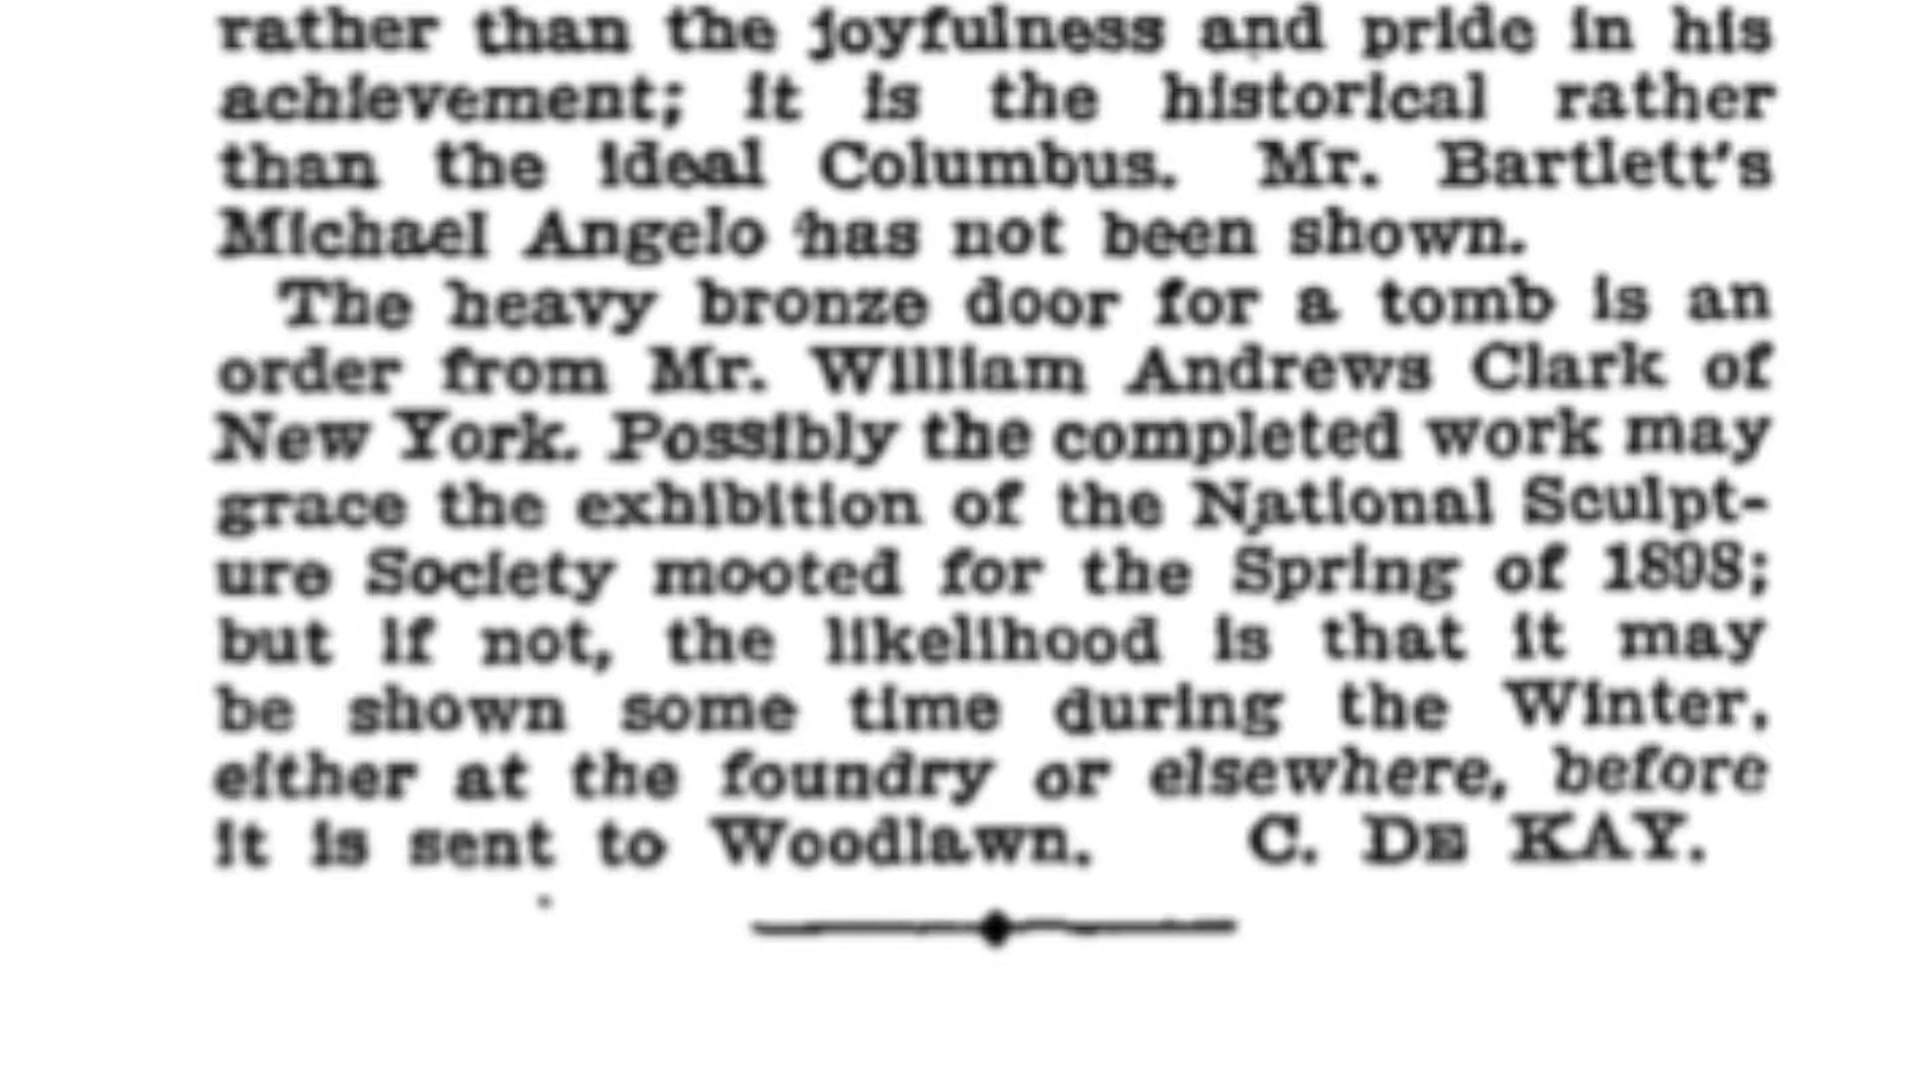 rather than the joyfulness and pride in his
achievement; it is the historical rather
than the ideal Columbus. Mr. Bartlett's
Michael Angelo has not been shown.
The heavy bronze door for a tomb is an
order from Mr. William Andrews Clark of
New York. Possibly the completed work may
grace the exhibition of the National Sculpt-
ure Society mooted for the Spring of 1898;
but if not, the likelihood is that it may
be shown some time during the Winter,
either at the foundry or elsewhere, before
it is sent to Woodlawn. C. DE KAY.